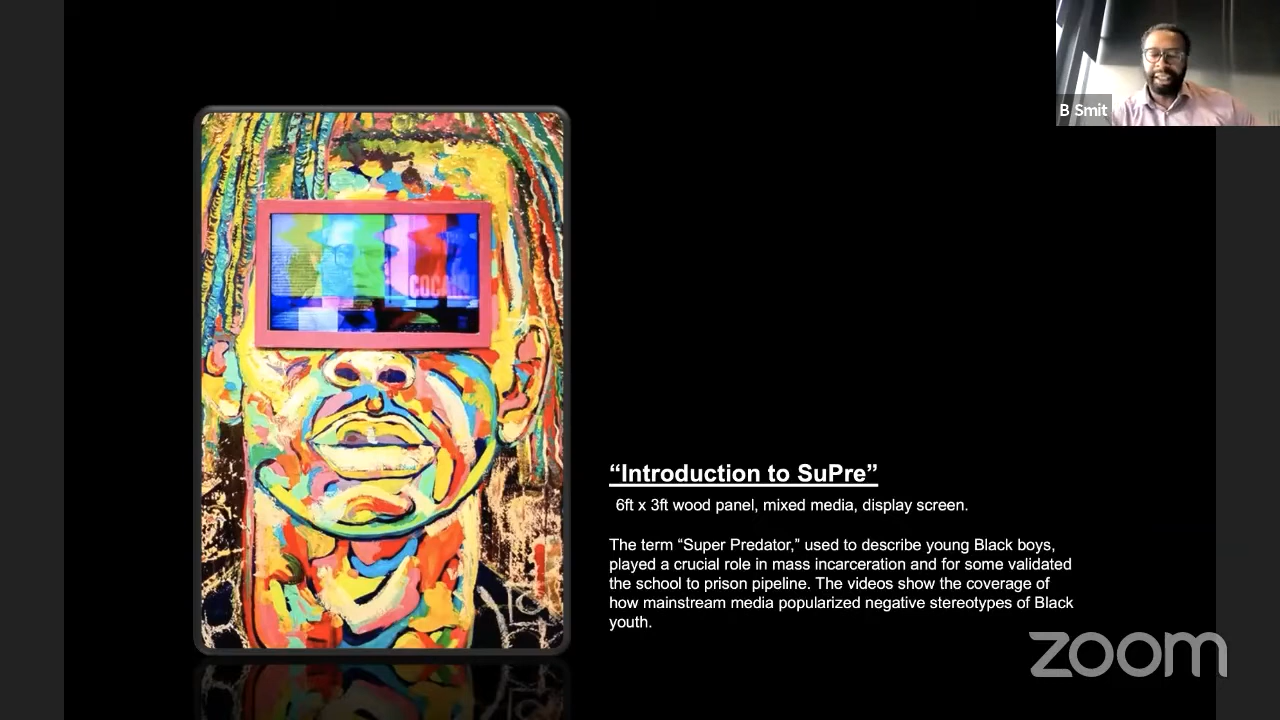 B Smit
COCAIN
“Introduction to SuPre”
6ft x 3ft wood panel, mixed media, display screen.
The term “Super Predator,” used to describe young Black boys,
played a crucial role in mass incarceration and for some validated
the school to prison pipeline. The videos show the coverage of
how mainstream media popularized negative stereotypes of Black
youth.
zoom